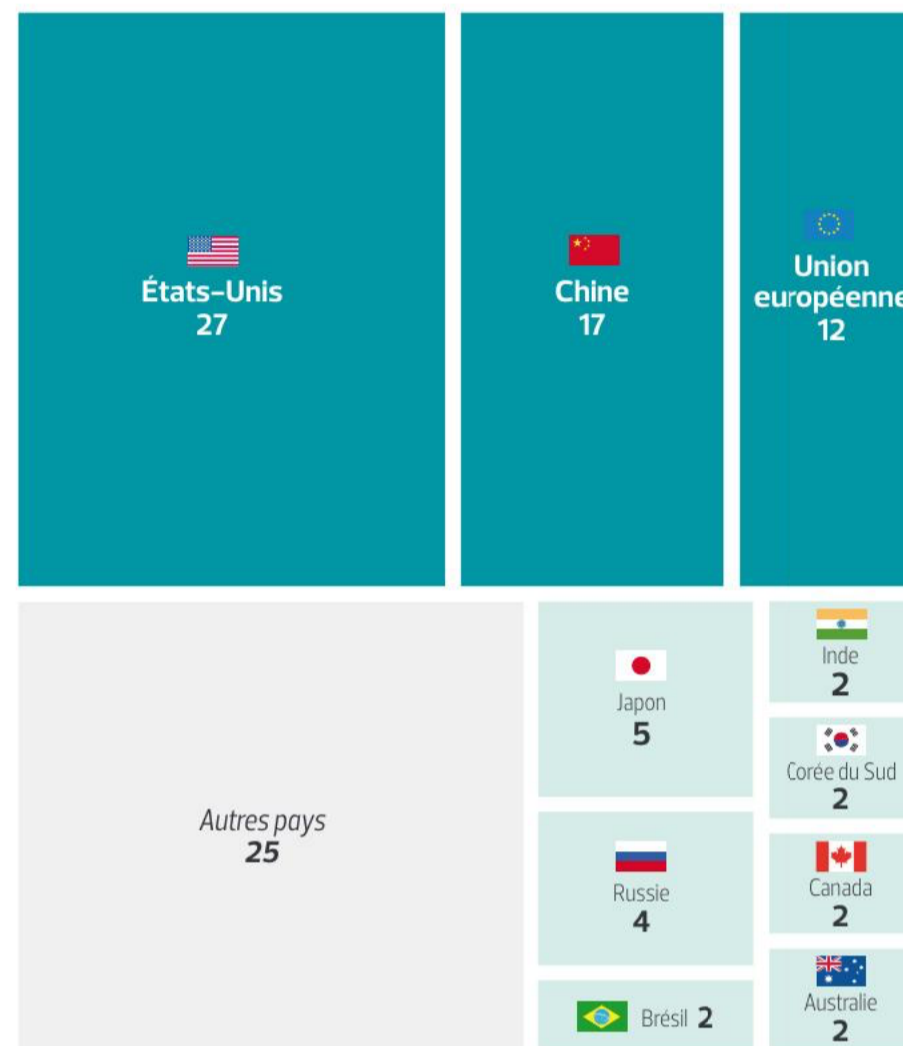 États-Unis
27
Chine
17
Union
européenne
12
Autres pays
25
Japon
5
Russie
4
Brésil 2
Inde
2
Corée du Sud
2
Canada
2
Australie
2